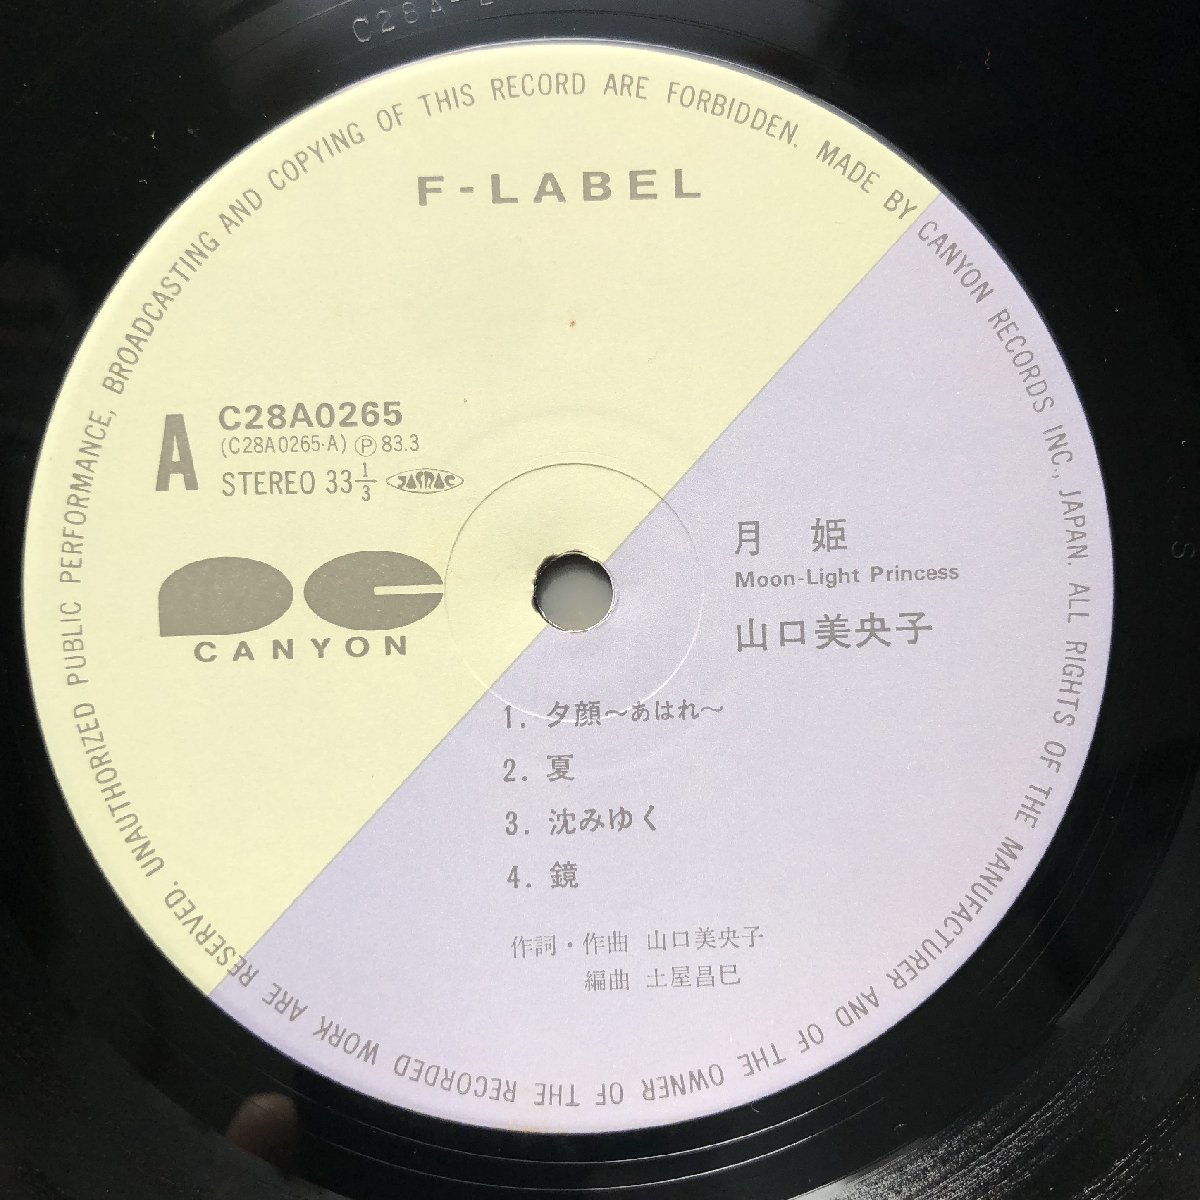 C28A
UNAUTHORIZED PUBLIC PERFORMANCE, BROADCASTING AND COPYING OF THIS RECORD ARE FORBIDDEN. MADE BY CANYON RECORDS INC., JAPAN. ALL RIGHTS OF THE MANUFACTURER AND OF THE OWNER OF THE RECORDED WORK ARE RESERVED.
F-LABEL
A
C28A0265
(C28A0265-A) Ⓟ 83.3
STEREO 33 1/3 JASRAC
CANYON
月 姫
Moon-Light Princess
山口美央子
1. 夕顔〜あはれ〜
2. 夏
3. 沈みゆく
4. 鏡
作詞・作曲 山口美央子
編曲 土屋昌巳